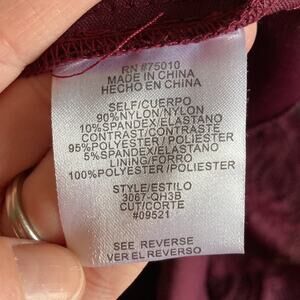 RN #75010
MADE IN CHINA
HECHO EN CHINA
SELF/CUERPO
90%NYLON/NYLON
10%SPANDEX/ELASTANO
CONTRAST/CONTRASTE
95%POLYESTER / POLIESTER
5%SPANDEX/ELASTANO
LINING/FORRO
100%POLYESTER /POLIESTER
STYLE/ESTILO
3067-QH3B
CUT/CORTE
#09521
SEE REVERSE
VER EL REVERSO